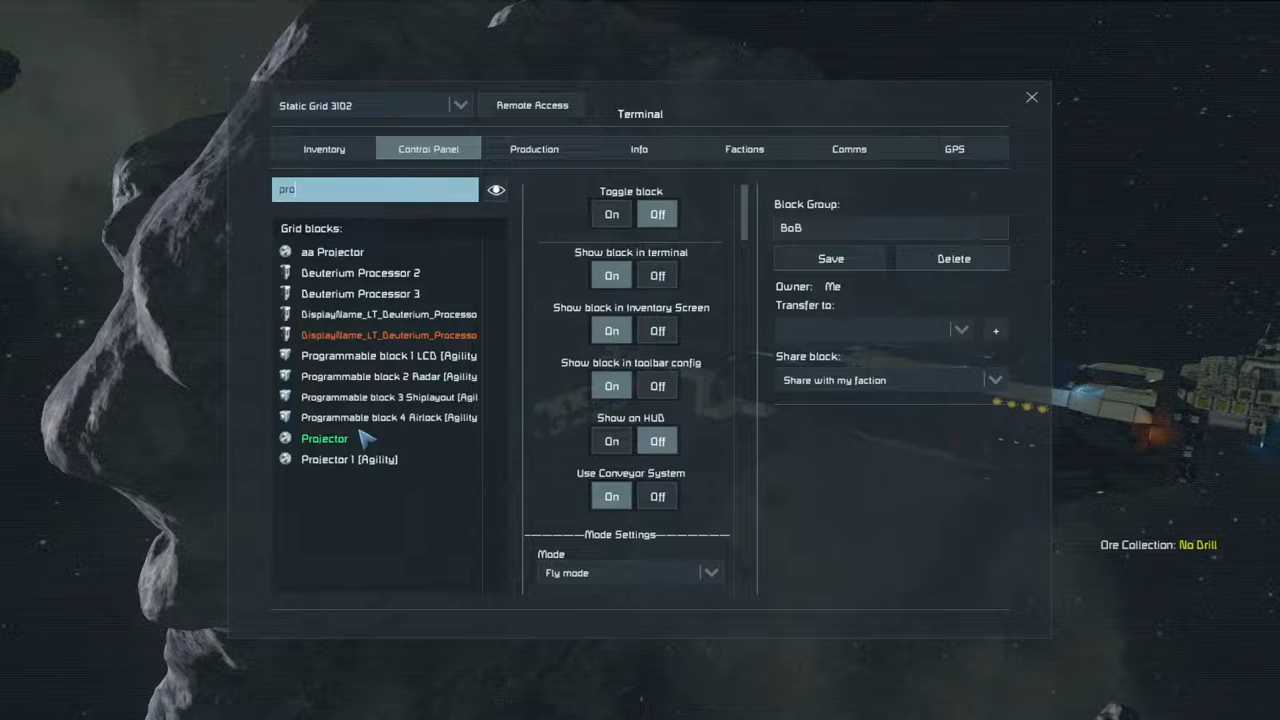 Static Grid 3102
Remote Access
Terminal
Inventory
Control Panel
Production
Info
Factions
Comms
GPS
pro
Grid blocks:
aa Projector
Deuterium Processor 2
Deuterium Processor 3
DisplayName_LT_Deuterium_Processo
DisplayName_LT_Deuterium_Processo
Programmable block 1 LCD [Agility
Programmable block 2 Radar [Agility
Programmable block 3 Shiplayout [Agil
Programmable block 4 Airlock [Agility
Projector
Projector 1 [Agility]
Toggle block
On Off
Show block in terminal
On Off
Show block in Inventory Screen
On Off
Show block in toolbar config
On Off
Show on HUD
On Off
Use Conveyor System
On Off
Mode Settings
Mode
Fly mode
Block Group:
BoB
Save Delete
Owner: Me
Transfer to:
+
Share block:
Share with my faction
Ore Collection: No Drill